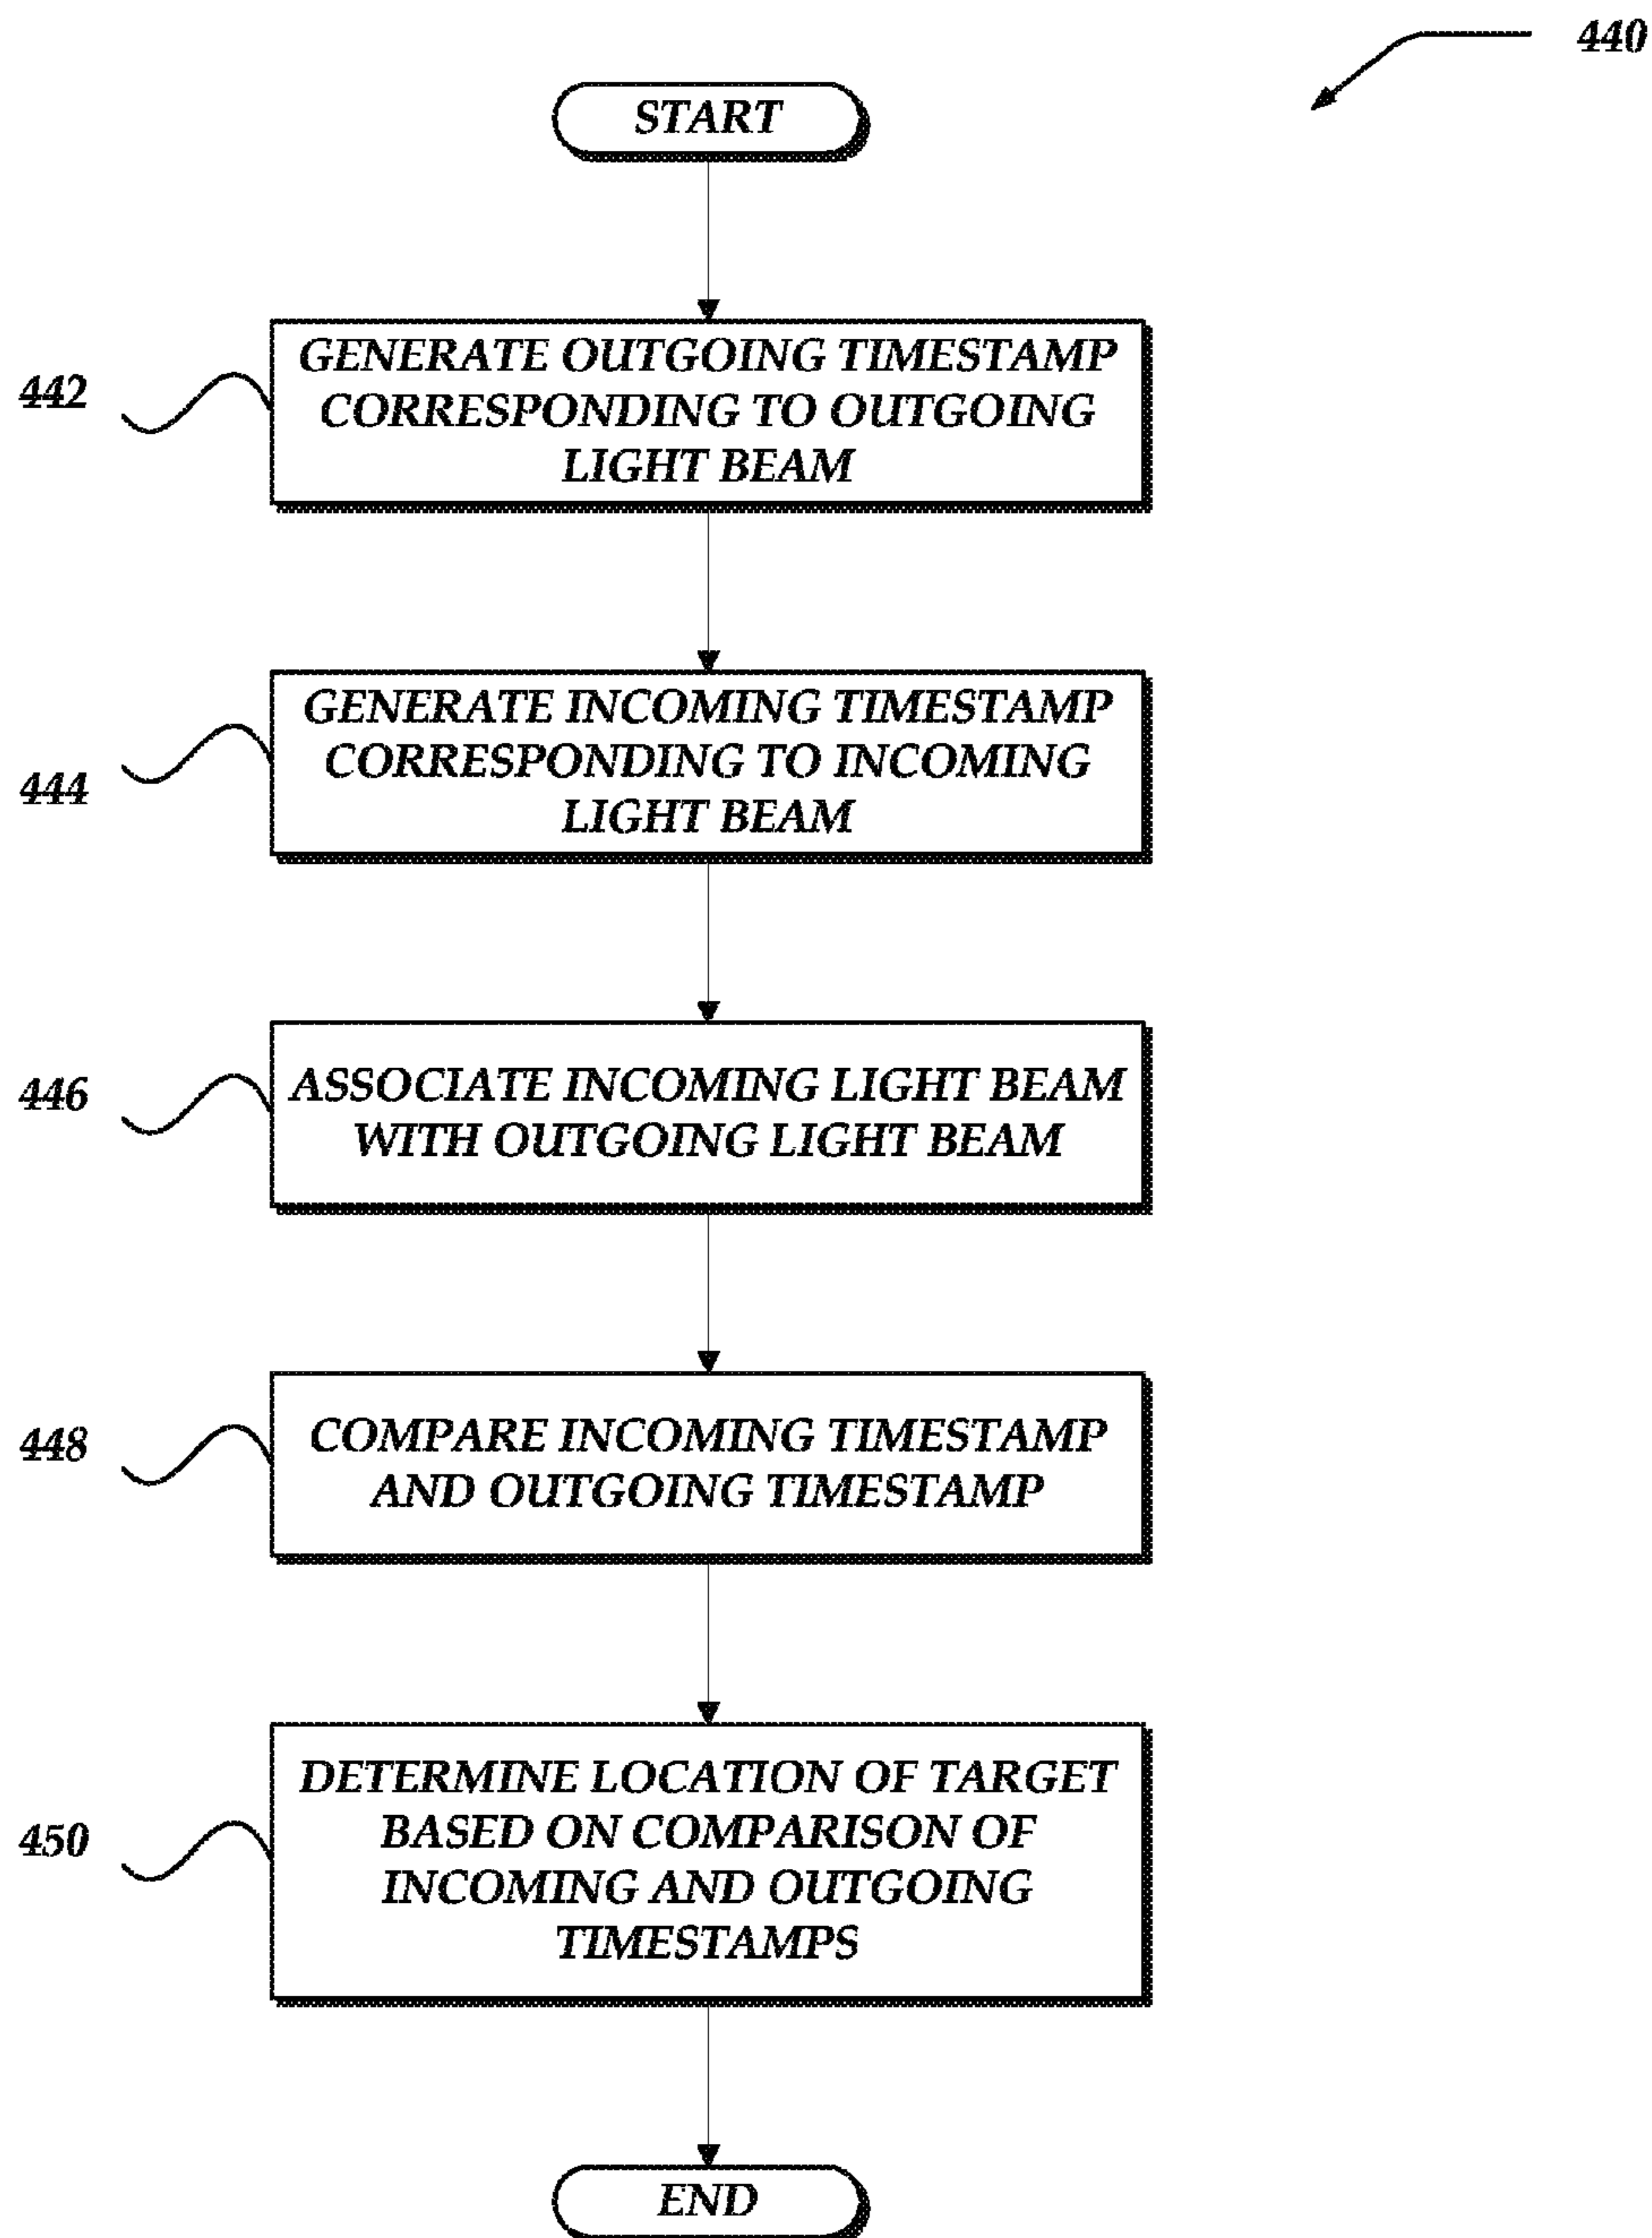 440
START
442
GENERATE OUTGOING TIMESTAMP
CORRESPONDING TO OUTGOING
LIGHT BEAM
444
GENERATE INCOMING TIMESTAMP
CORRESPONDING TO INCOMING
LIGHT BEAM
446
ASSOCIATE INCOMING LIGHT BEAM
WITH OUTGOING LIGHT BEAM
448
COMPARE INCOMING TIMESTAMP
AND OUTGOING TIMESTAMP
450
DETERMINE LOCATION OF TARGET
BASED ON COMPARISON OF
INCOMING AND OUTGOING
TIMESTAMPS
END